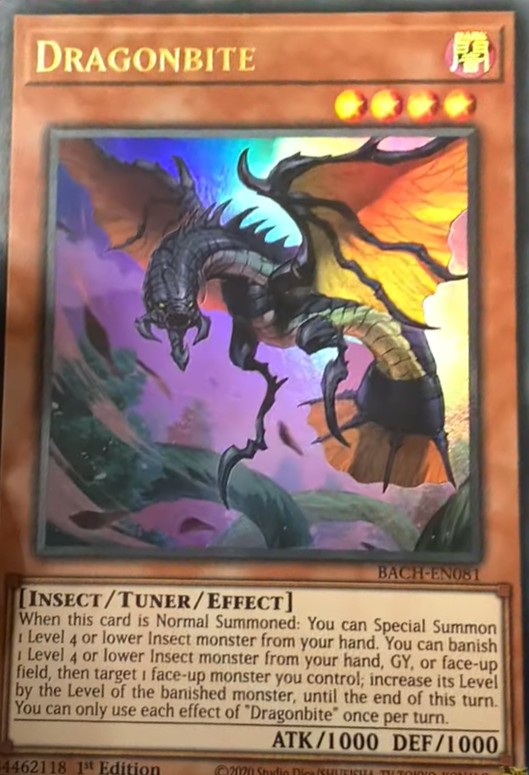 DRAGONBITE
DARK
闇
BACH-EN081
[INSECT/TUNER/EFFECT]
When this card is Normal Summoned: You can Special Summon
1 Level 4 or lower Insect monster from your hand. You can banish
1 Level 4 or lower Insect monster from your hand, GY, or face-up
field, then target 1 face-up monster you control; increase its Level
by the Level of the banished monster, until the end of this turn.
You can only use each effect of "Dragonbite" once per turn.
ATK/1000 DEF/1000
4462118 1st Edition
©2020 Studio Dice/SHUEISHA, TV TOKYO, KONAMI